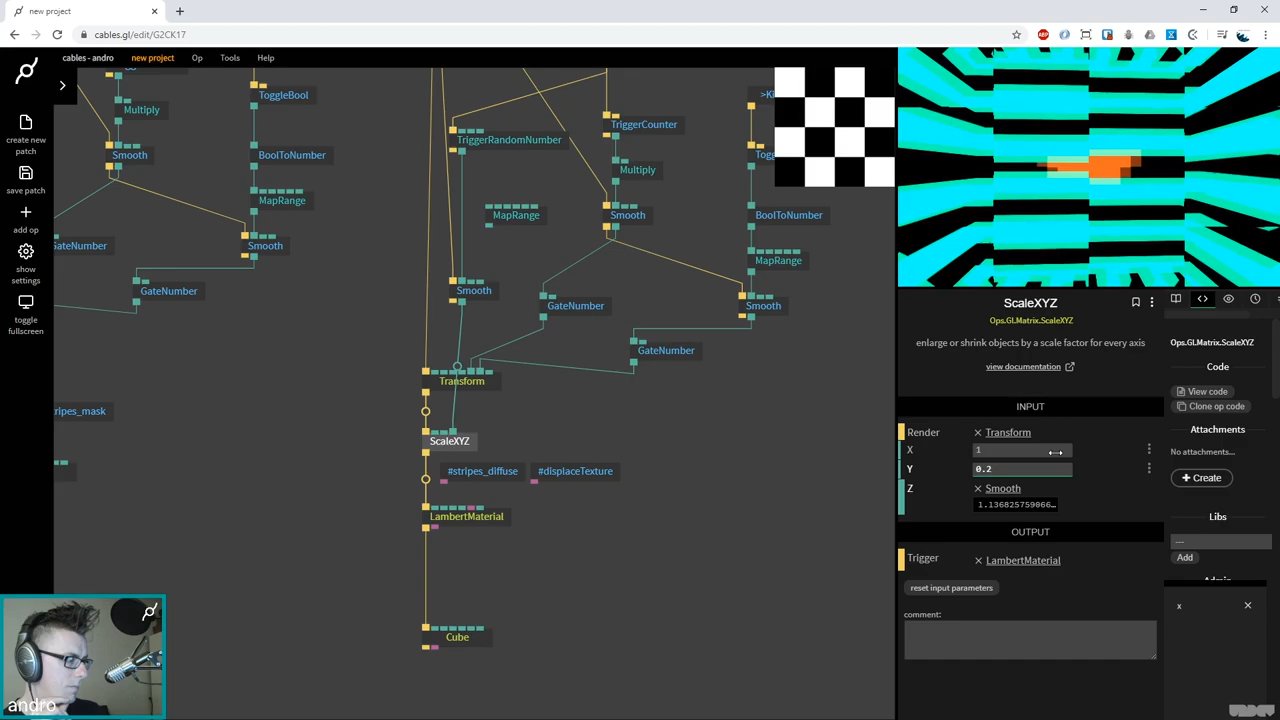 new project
cables.gl/edit/G2CK17
cables - andro
new project
Op
Tools
Help
create new
patch
save patch
add op
show
settings
toggle
fullscreen
Multiply
Smooth
ToggleBool
BoolToNumber
MapRange
Smooth
GateNumber
GateNumber
TriggerRandomNumber
TriggerCounter
Multiply
MapRange
Smooth
BoolToNumber
MapRange
Smooth
GateNumber
Smooth
GateNumber
Transform
ScaleXYZ
#stripes_diffuse
#displaceTexture
LambertMaterial
Cube
ScaleXYZ
Ops.Gl.Matrix.ScaleXYZ
enlarge or shrink objects by a scale factor for every axis
view documentation
INPUT
Render
Transform
X
1
Y
0.2
Z
Smooth
1.136825759066…
OUTPUT
Trigger
LambertMaterial
reset input parameters
comment:
Ops.Gl.Matrix.ScaleXYZ
Code
View code
Clone op code
Attachments
No attachments...
+ Create
Libs
---
Add
x
andro